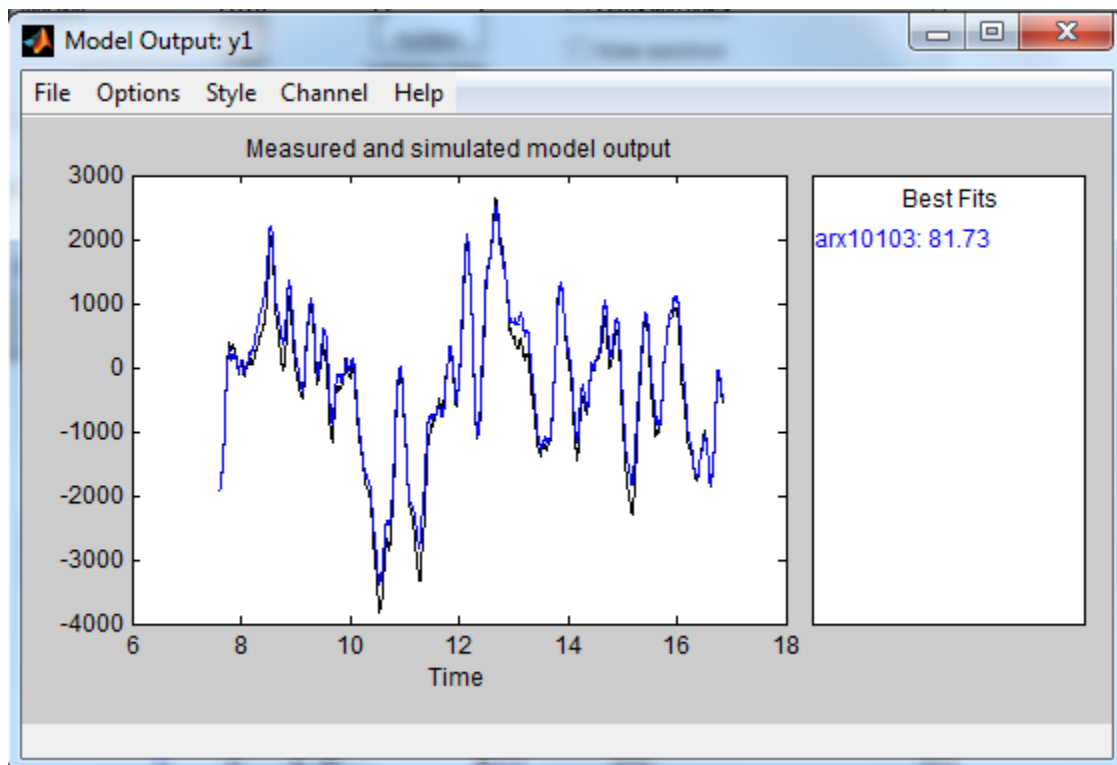 Model Output: y1
File Options Style Channel Help
Measured and simulated model output
3000
2000
1000
0
-1000
-2000
-3000
-4000
6 8 10 12 14 16 18
Time
Best Fits
arx10103: 81.73